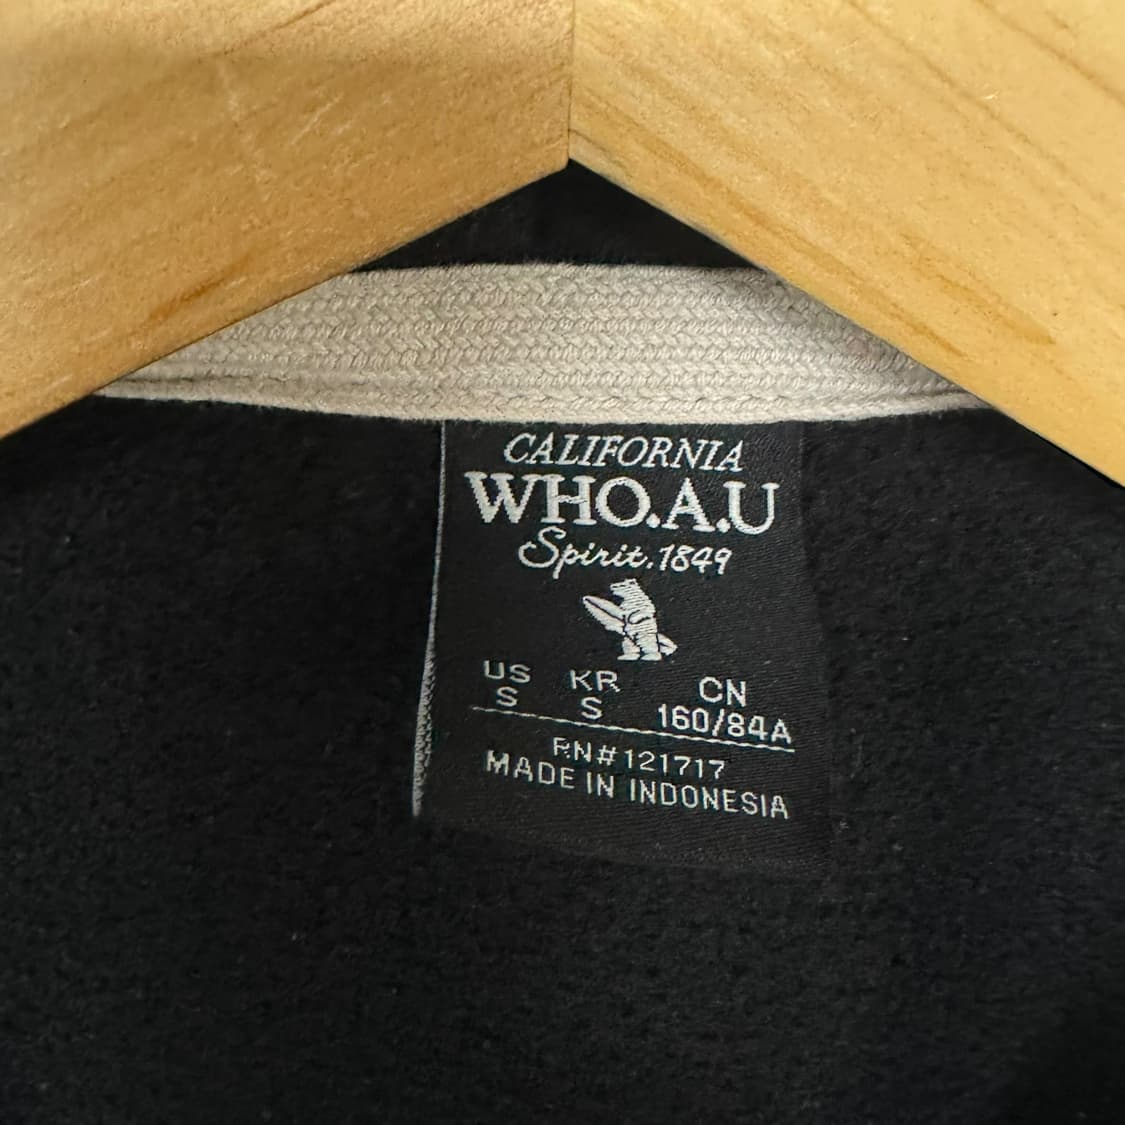 CALIFORNIA
WHO.A.U
Spirit.1849
US KR CN
S S 160/84A
RN#121717
MADE IN INDONESIA